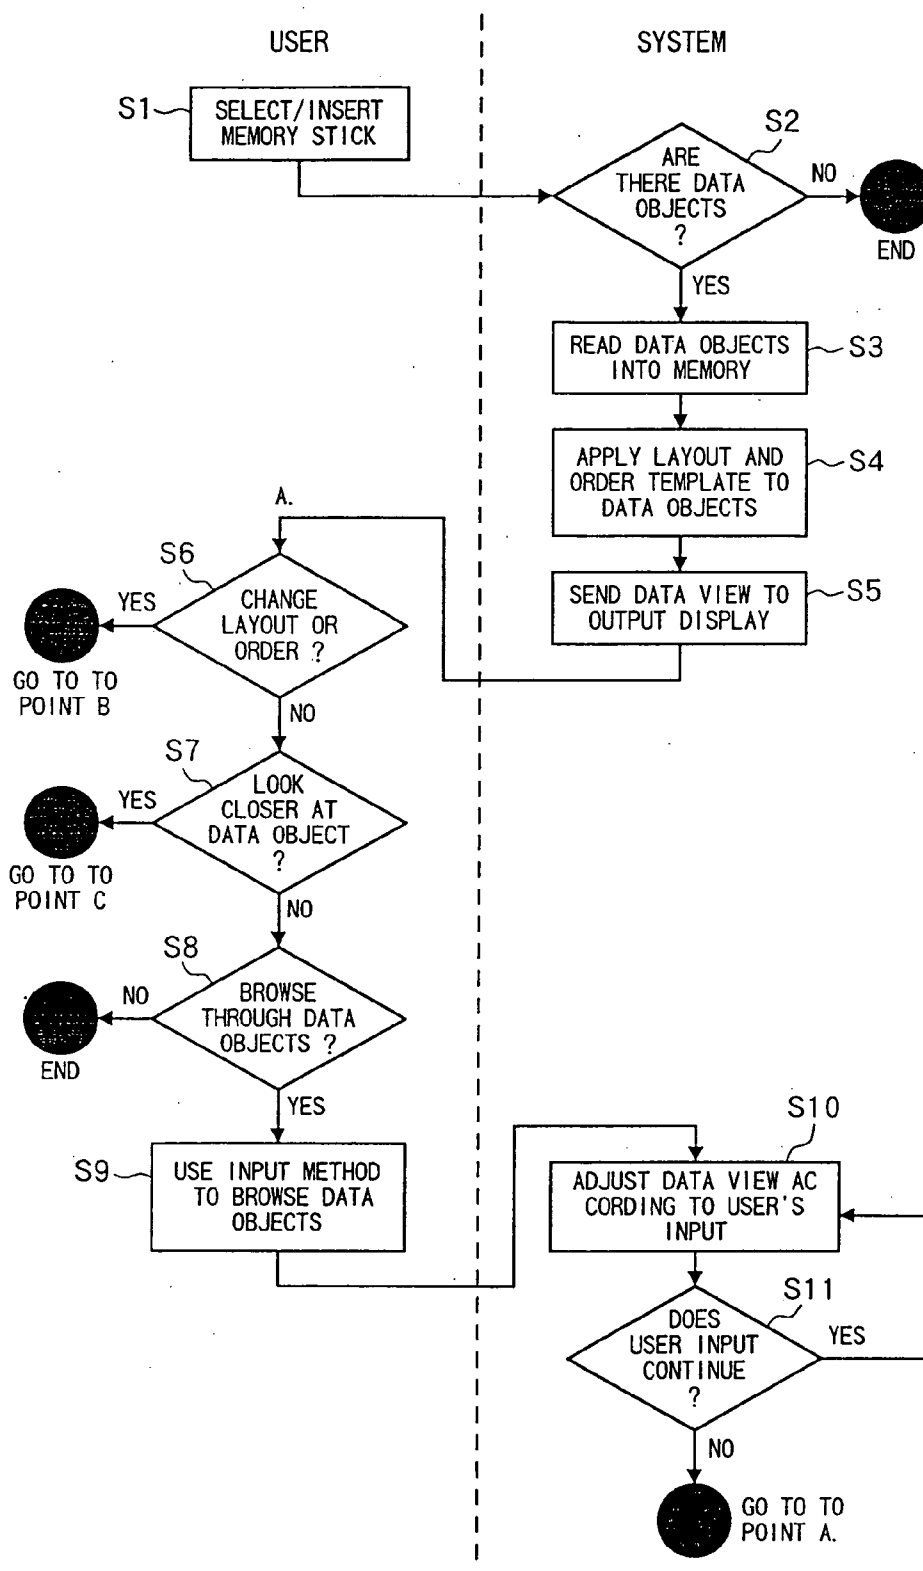 USER
SYSTEM
S1
SELECT/INSERT
MEMORY STICK
S2
ARE
THERE DATA
OBJECTS
?
NO
END
YES
READ DATA OBJECTS
INTO MEMORY
S3
APPLY LAYOUT AND
ORDER TEMPLATE TO
DATA OBJECTS
S4
SEND DATA VIEW TO
OUTPUT DISPLAY
S5
A.
S6
CHANGE
LAYOUT OR
ORDER ?
YES
GO TO TO
POINT B
NO
S7
LOOK
CLOSER AT
DATA OBJECT
?
YES
GO TO TO
POINT C
NO
S8
BROWSE
THROUGH DATA
OBJECTS ?
NO
END
YES
S9
USE INPUT METHOD
TO BROWSE DATA
OBJECTS
S10
ADJUST DATA VIEW AC
CORDING TO USER'S
INPUT
S11
DOES
USER INPUT
CONTINUE
?
YES
NO
GO TO TO
POINT A.